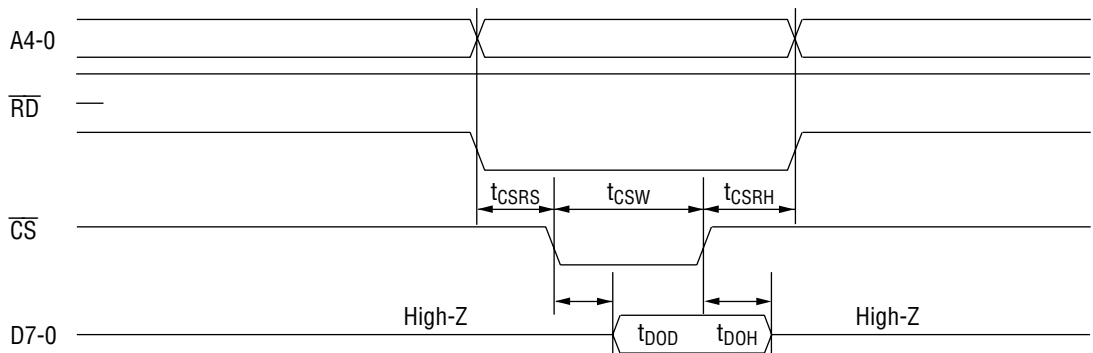 A4-0
RD
tCSRS tCSW tCSRH
CS
High-Z High-Z
D7-0 tDOD tDOH